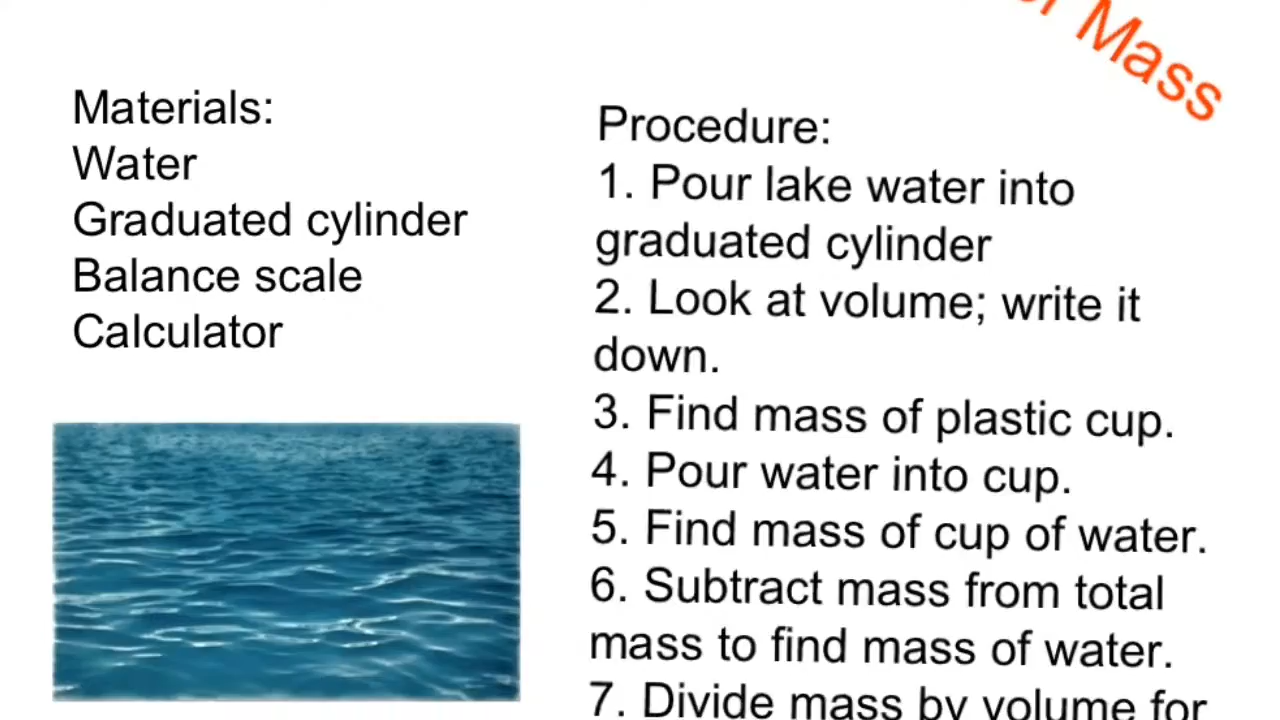 Mass
Materials:
Water
Graduated cylinder
Balance scale
Calculator
Procedure:
1. Pour lake water into
graduated cylinder
2. Look at volume; write it
down.
3. Find mass of plastic cup.
4. Pour water into cup.
5. Find mass of cup of water.
6. Subtract mass from total
mass to find mass of water.
7. Divide mass by volume for